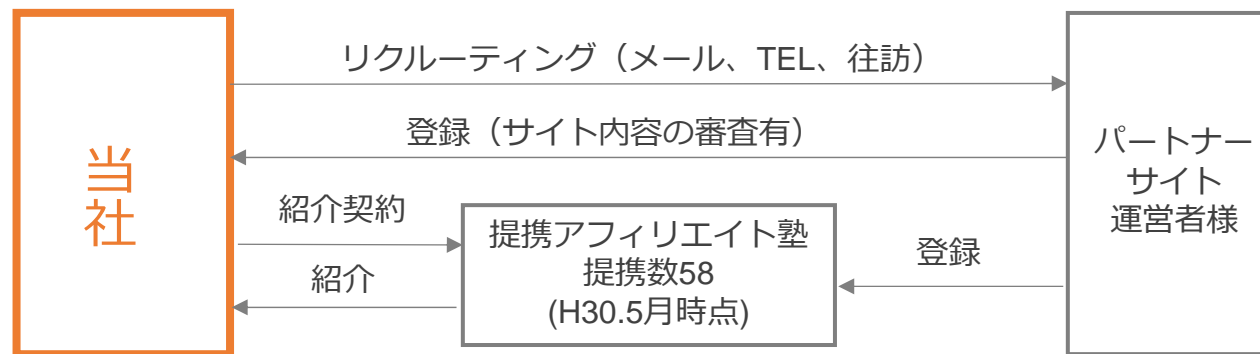 リクルーティング（メール、TEL、往訪）
登録（サイト内容の審査有）
当
社
紹介契約
紹介
提携アフィリエイト塾
提携数58
(H30.5月時点)
登録
パートナー
サイト
運営者様